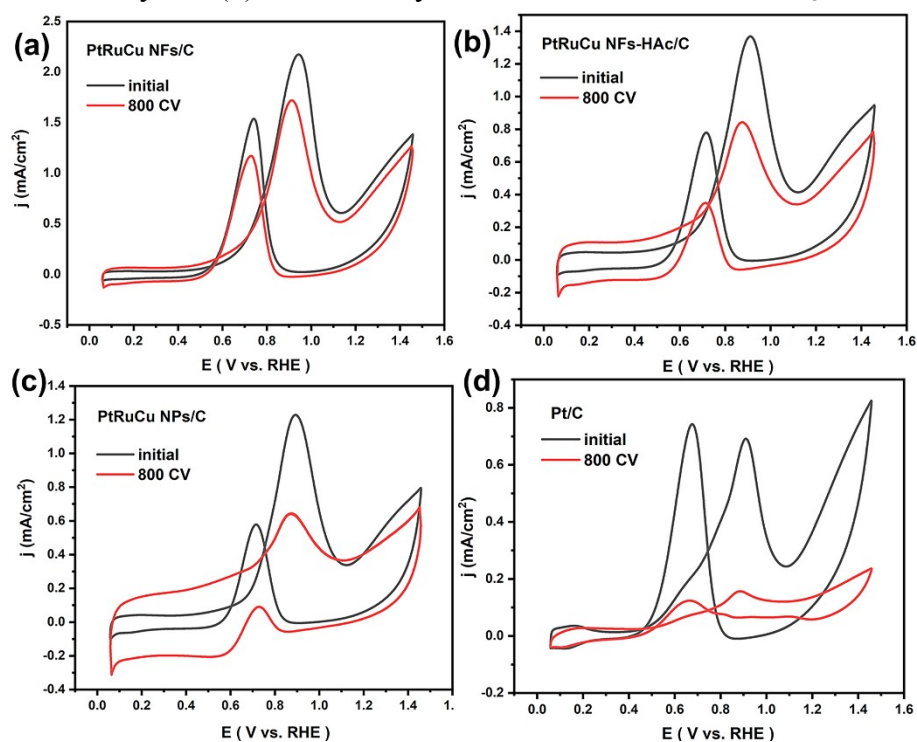 (a)
PtRuCu NFs/C
initial
800 CV
2.5
2.0
1.5
1.0
0.5
0.0
-0.5
j (mA/cm²)
0.0 0.2 0.4 0.6 0.8 1.0 1.2 1.4 1.6
E ( V vs. RHE )
(b)
PtRuCu NFs-HAc/C
initial
800 CV
1.4
1.2
1.0
0.8
0.6
0.4
0.2
0.0
-0.2
-0.4
j (mA/cm²)
0.0 0.2 0.4 0.6 0.8 1.0 1.2 1.4 1.6
E ( V vs. RHE )
(c)
PtRuCu NPs/C
initial
800 CV
1.4
1.2
1.0
0.8
0.6
0.4
0.2
0.0
-0.2
-0.4
j (mA/cm²)
0.0 0.2 0.4 0.6 0.8 1.0 1.2 1.4 1.
E ( V vs. RHE )
(d)
Pt/C
initial
800 CV
0.8
0.6
0.4
0.2
0.0
-0.2
j (mA/cm²)
0.0 0.2 0.4 0.6 0.8 1.0 1.2 1.4 1.6
E ( V vs. RHE )